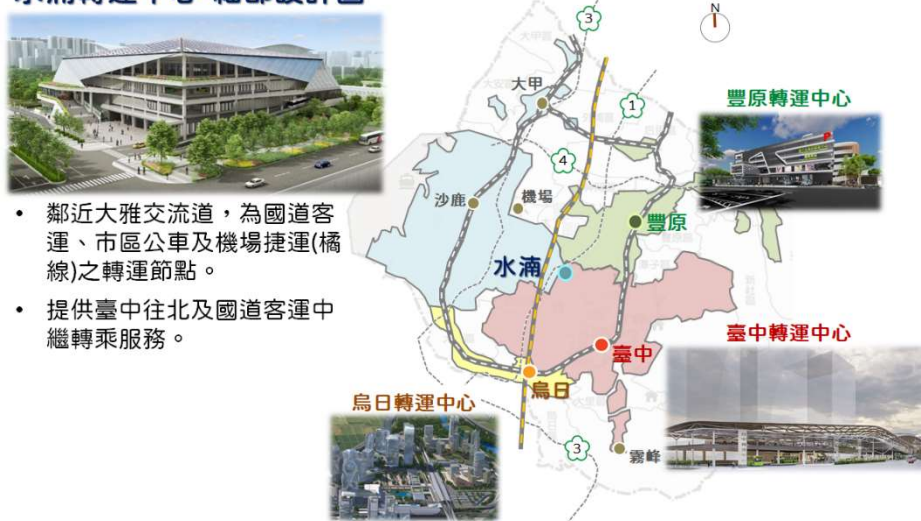 水湳轉運中心-細部設計圖
• 鄰近大雅交流道，為國道客
運、市區公車及機場捷運(橘
線)之轉運節點。
• 提供臺中往北及國道客運中
繼轉乘服務。
N
3
大甲
1
豐原轉運中心
4
沙鹿
機場
豐原
水湳
臺中
臺中轉運中心
烏日
烏日轉運中心
3
霧峰